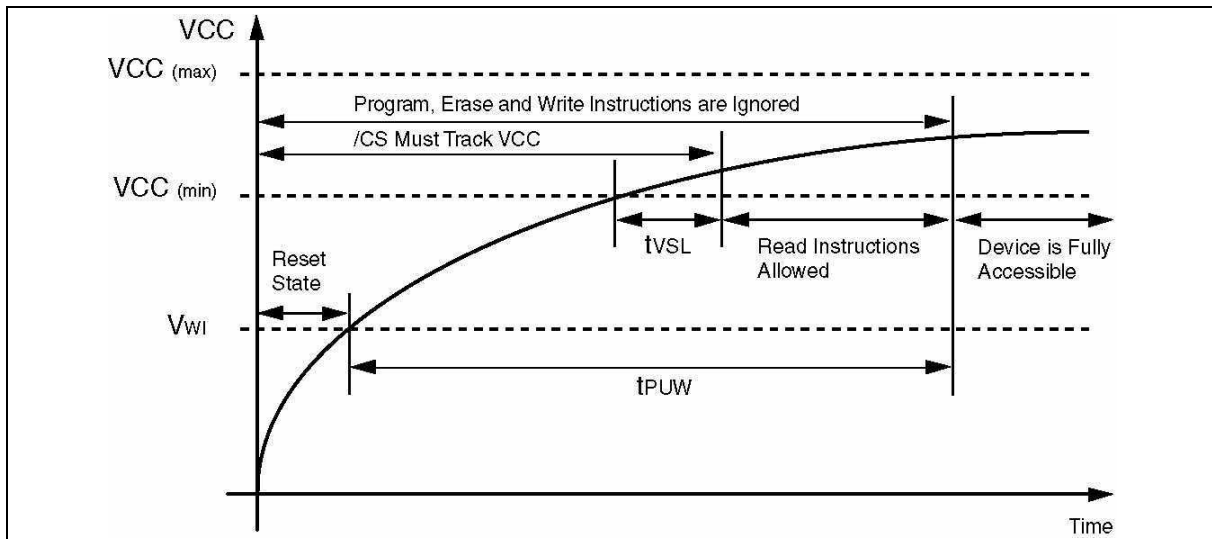 VCC
VCC (max)
Program, Erase and Write Instructions are Ignored
/CS Must Track VCC
VCC (min)
tVSL
Read Instructions
Allowed
Device is Fully
Accessible
Reset
State
VWI
tPUW
Time